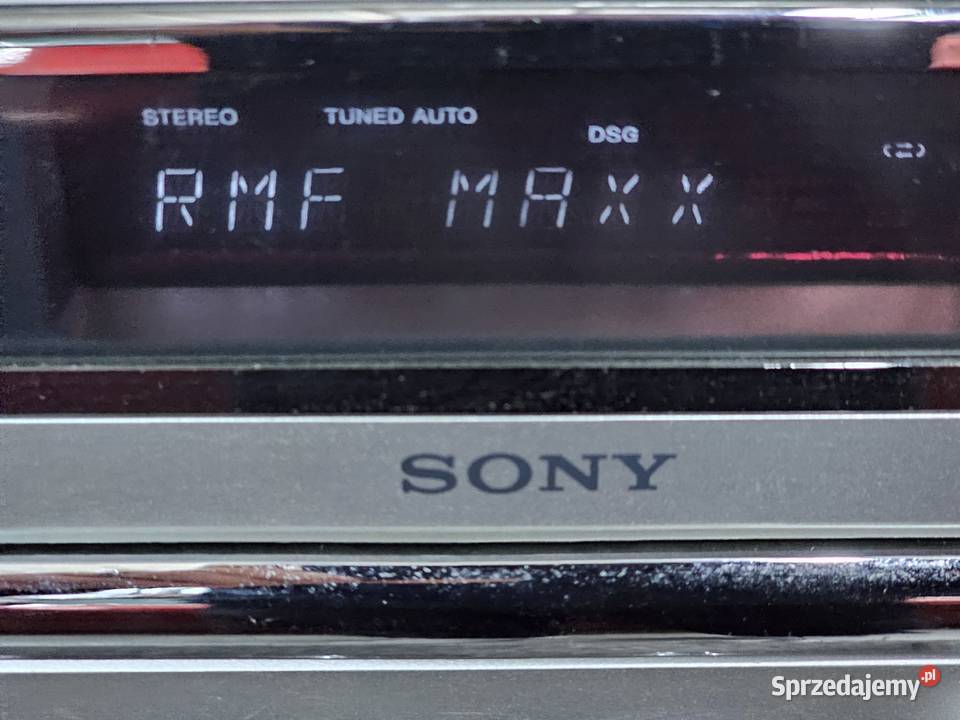 STEREO TUNED AUTO
DSG
RMF MAXX
SONY
Sprzedajemy.pl